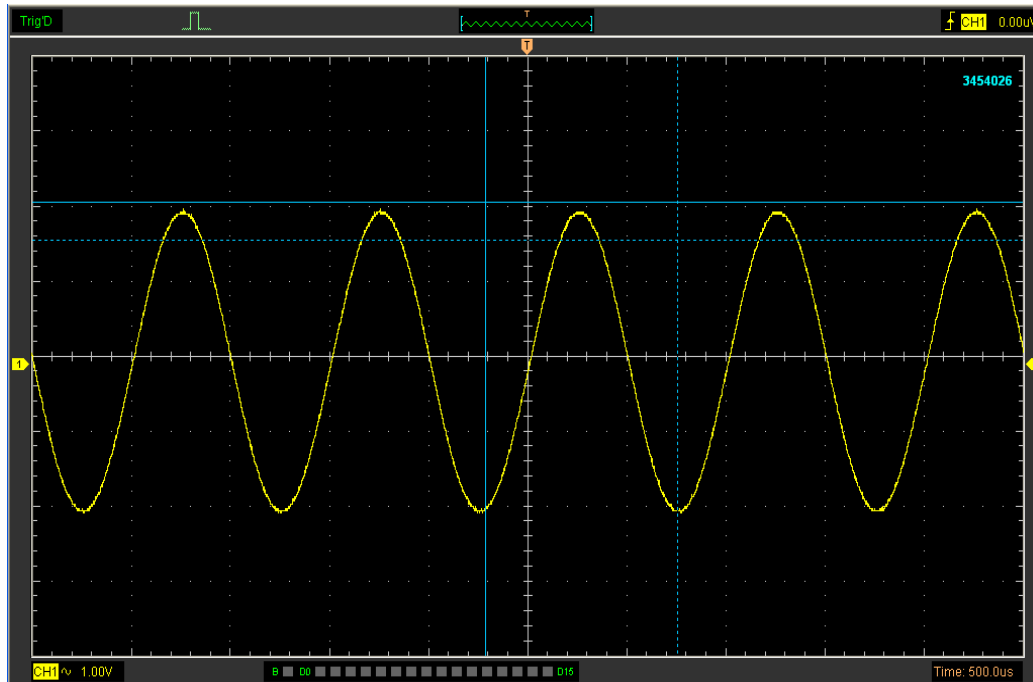 Trig'D
T
CH1 0.00uV
T
3454026
1
CH1 ∿ 1.00V
B D0 D15
Time: 500.0us